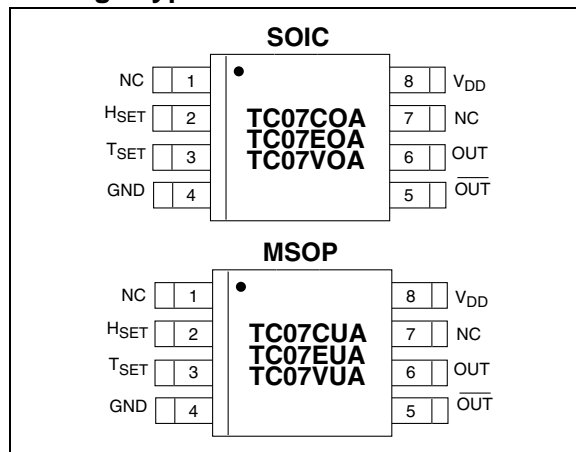 SOIC
NC 1 8 VDD
HSET 2 7 NC
TSET 3 6 OUT
GND 4 5 O̅U̅T̅
TC07COA
TC07EOA
TC07VOA
MSOP
NC 1 8 VDD
HSET 2 7 NC
TSET 3 6 OUT
GND 4 5 O̅U̅T̅
TC07CUA
TC07EUA
TC07VUA